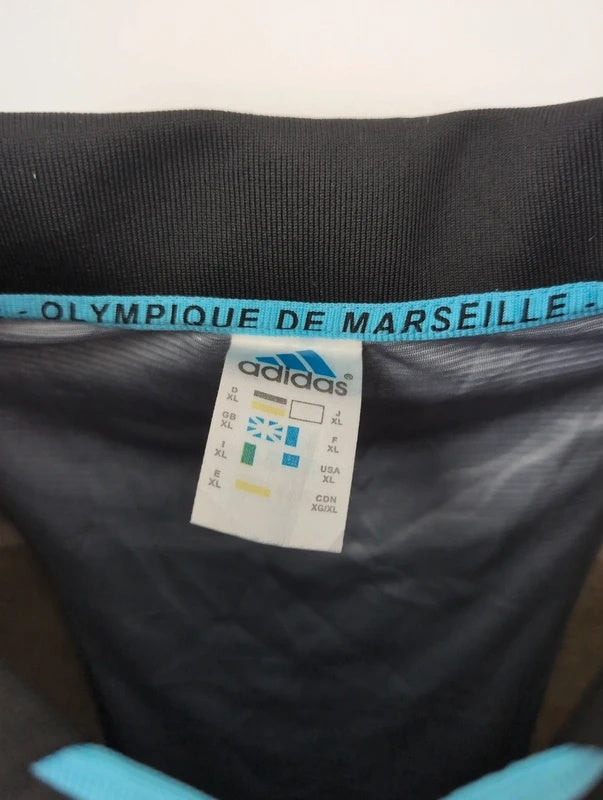 - OLYMPIQUE DE MARSEILLE -
adidas®
D XL
J XL
GB XL
F XL
I XL
USA XL
E XL
CDN XG/XL